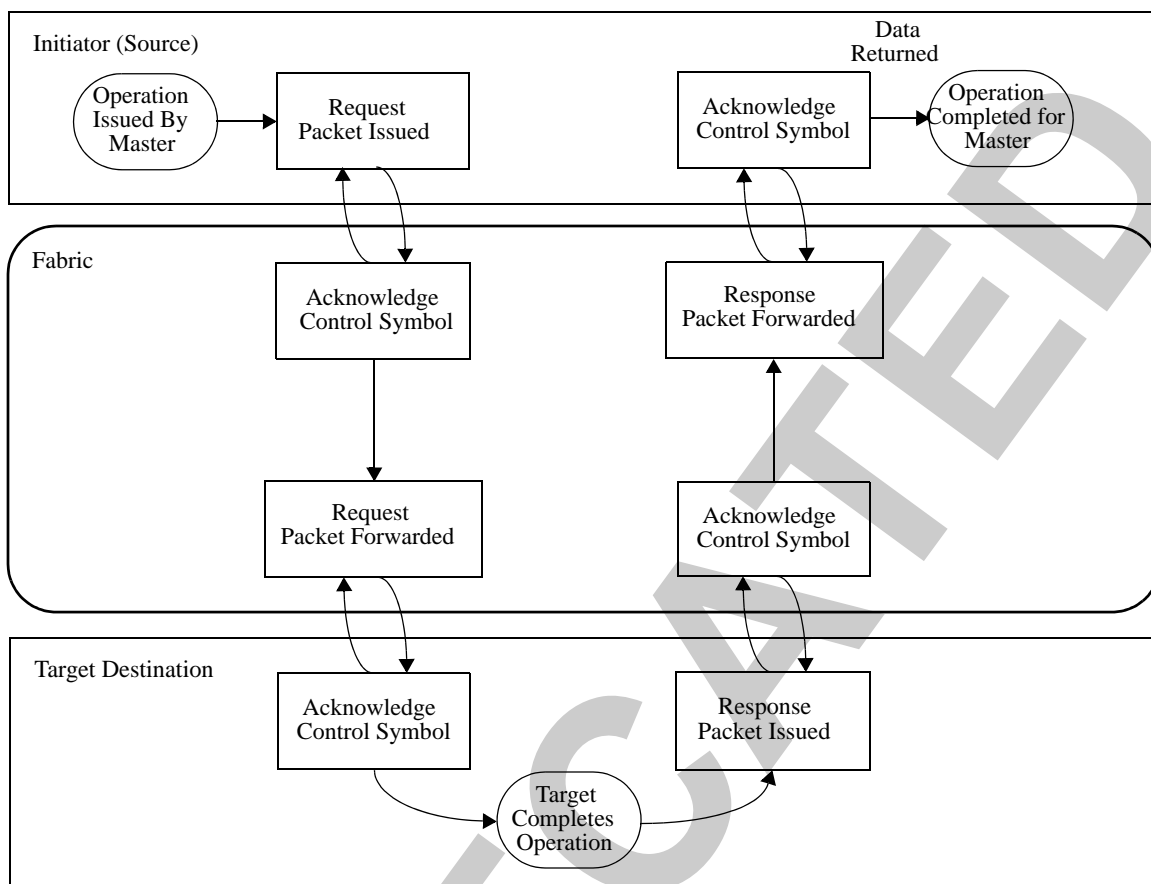 Initiator (Source)
Data
Returned
Operation
Issued By
Master
Request
Packet Issued
Acknowledge
Control Symbol
Operation
Completed for
Master
Fabric
Acknowledge
Control Symbol
Response
Packet Forwarded
Request
Packet Forwarded
Acknowledge
Control Symbol
Target Destination
Acknowledge
Control Symbol
Response
Packet Issued
Target
Completes
Operation
CATED